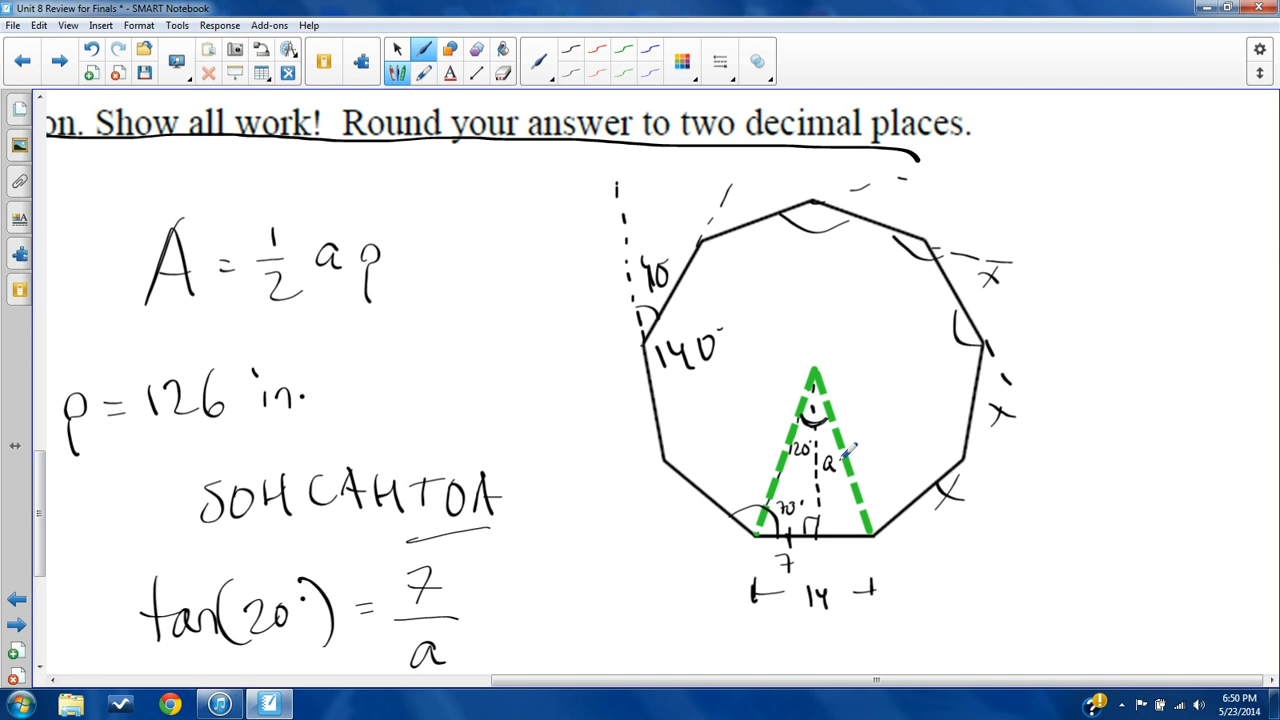 Unit 8 Review for Finals * - SMART Notebook
File Edit View Insert Format Tools Response Add-ons Help
on. Show all work! Round your answer to two decimal places.
A = 1/2 a p
p = 126 in.
SOH CAH TOA
tan(20°) = 7/a
40
140°
x
x
x
20°
a
70°
7
14
6:50 PM
5/23/2014